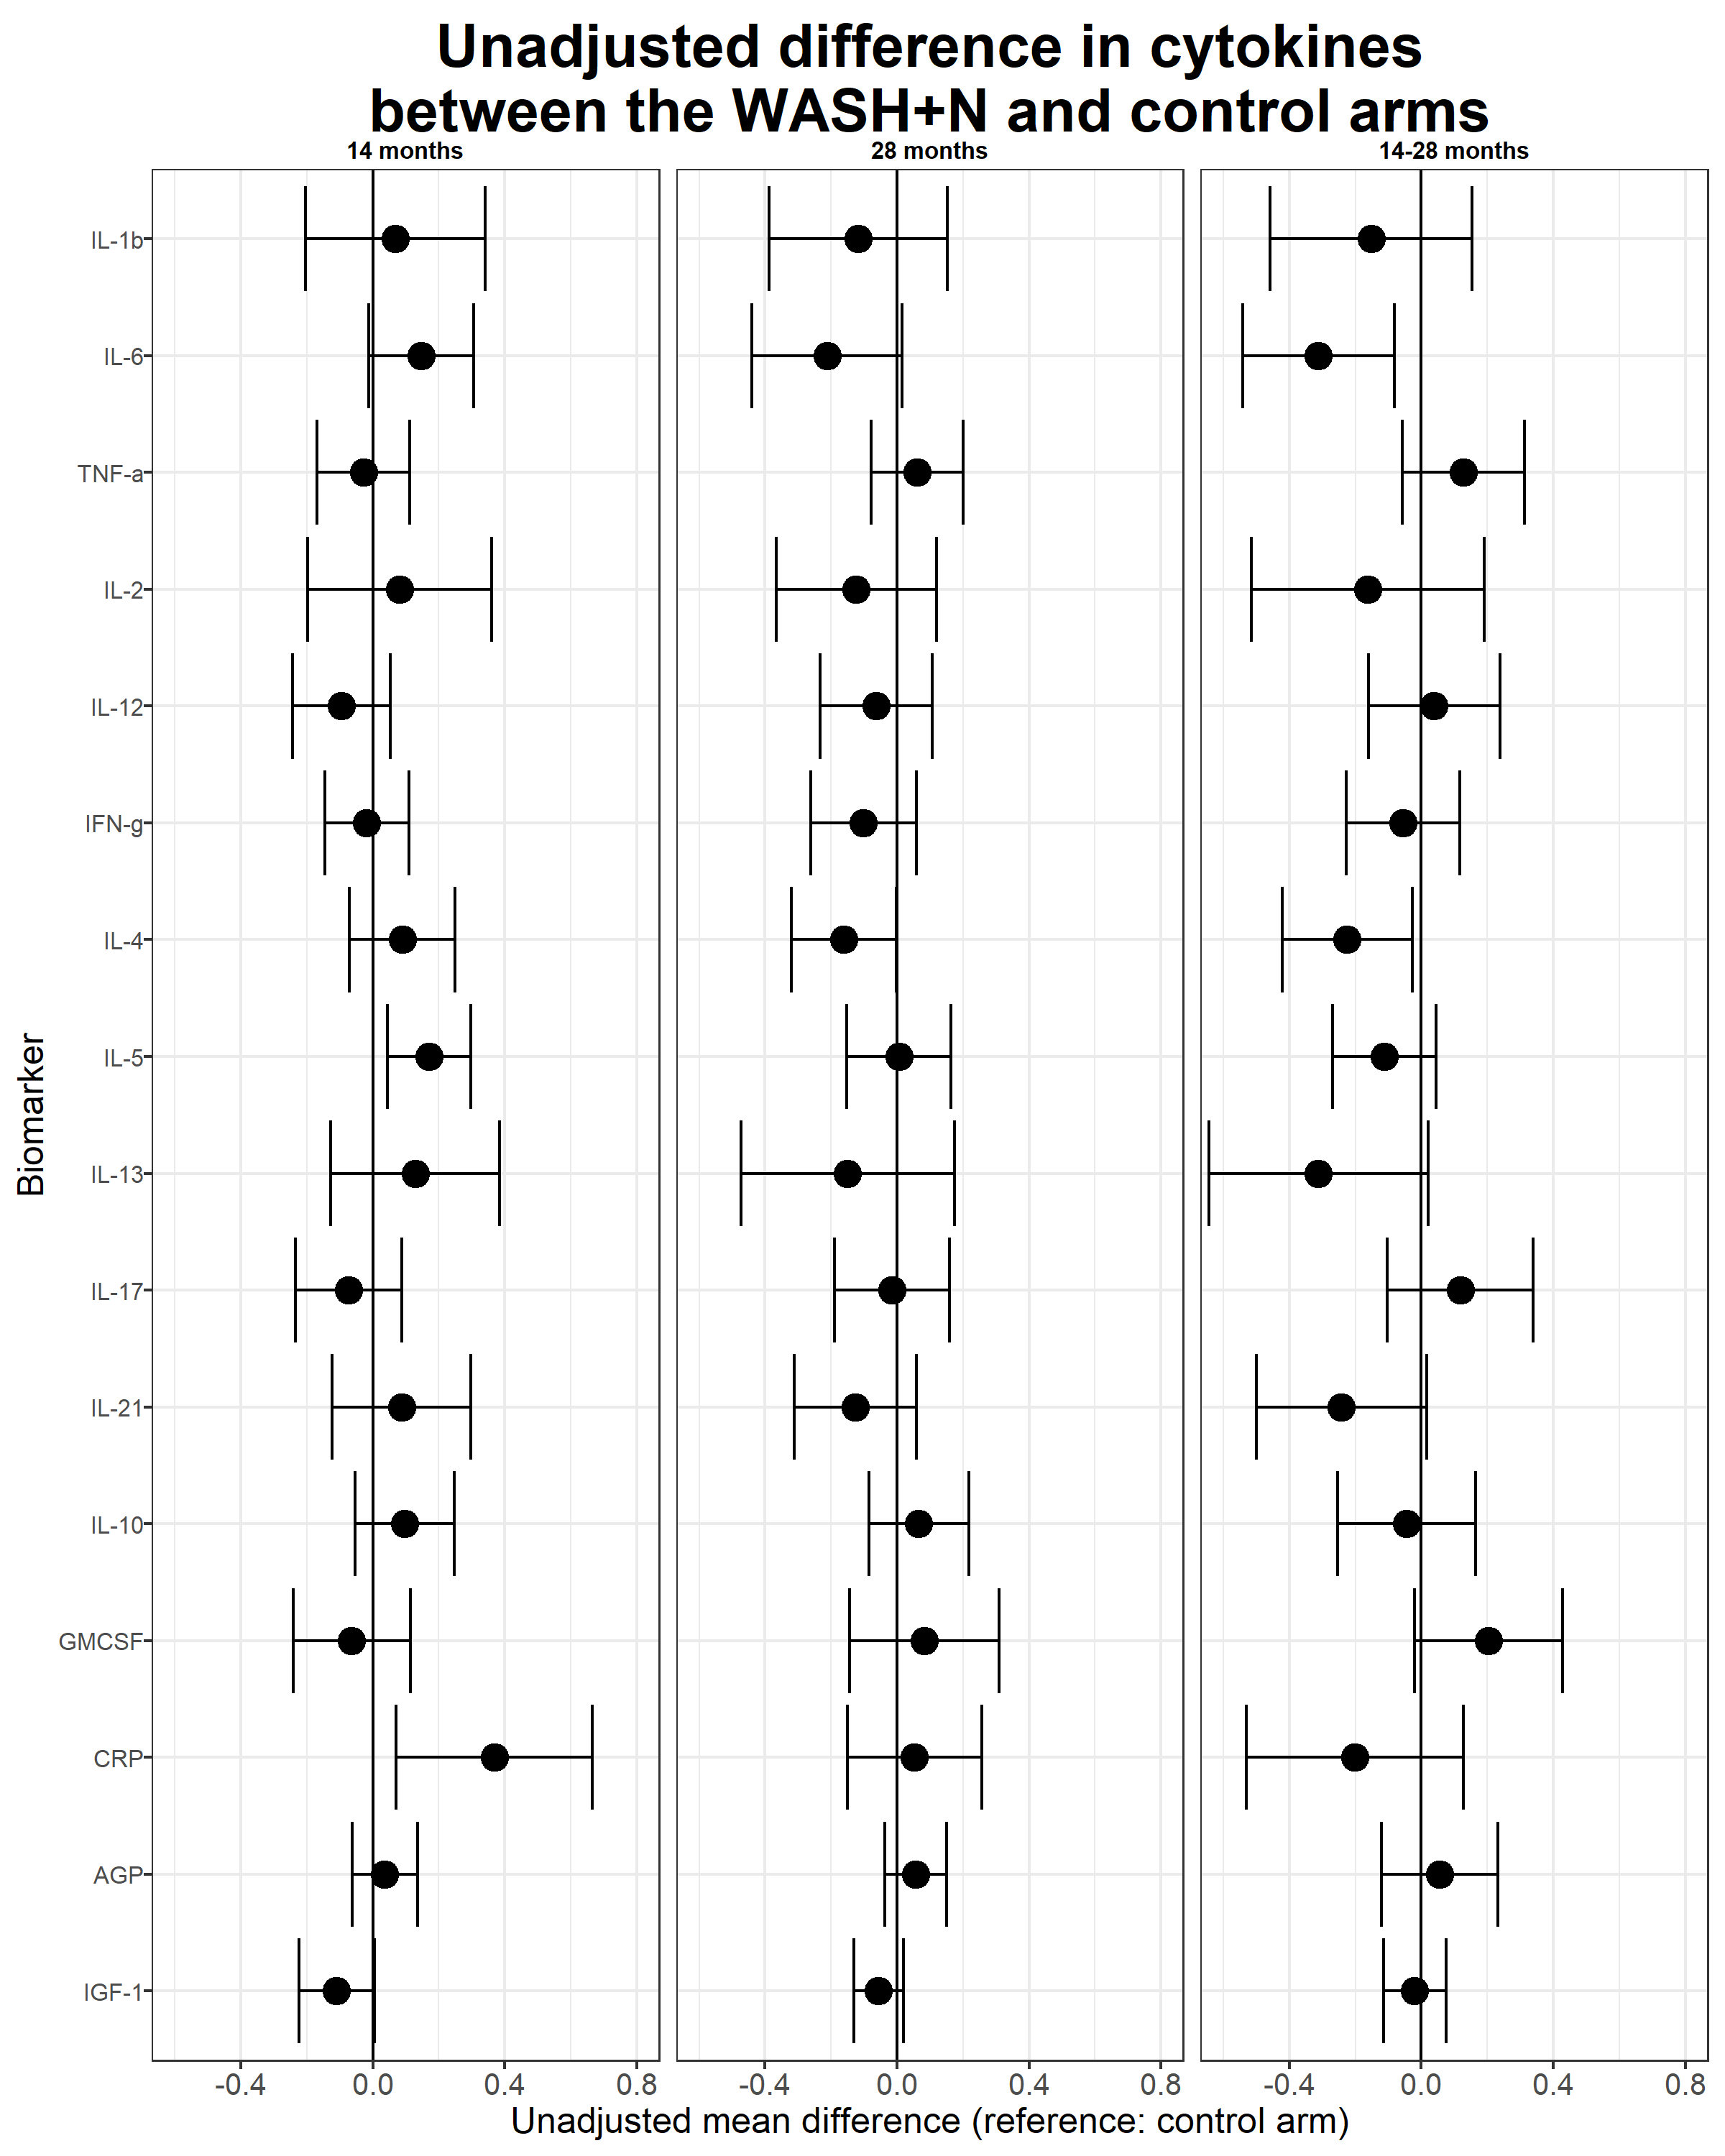 Unadjusted difference in cytokines
between the WASH+N and control arms
14 months 28 months 14-28 months
IL-1b
IL-6
TNF-a
IL-2
IL-12
IFN-g
IL-4
IL-5
IL-13
IL-17
IL-21
IL-10
GMCSF
CRP
AGP
IGF-1
Biomarker
-0.4 0.0 0.4 0.8 -0.4 0.0 0.4 0.8 -0.4 0.0 0.4 0.8
Unadjusted mean difference (reference: control arm)